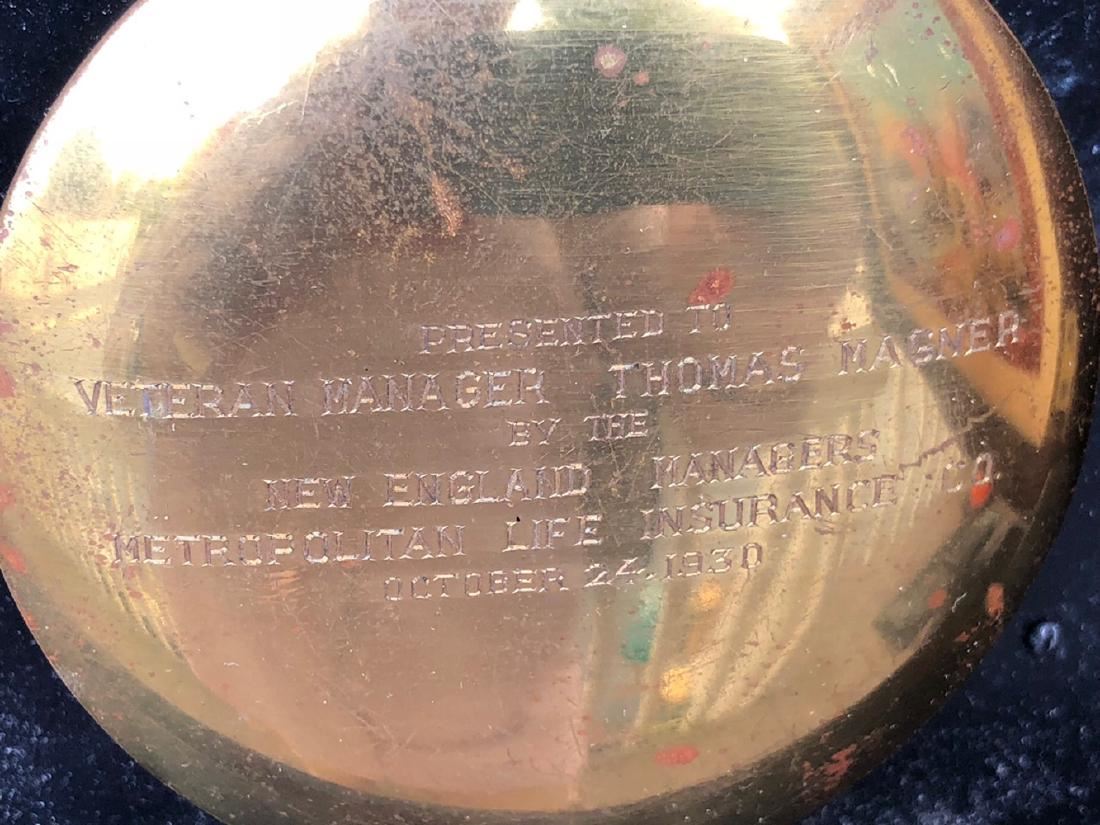 PRESENTED TO
VETERAN MANAGER THOMAS MAGNER
BY THE
NEW ENGLAND MANAGERS
METROPOLITAN LIFE INSURANCE CO
OCTOBER 24, 1930